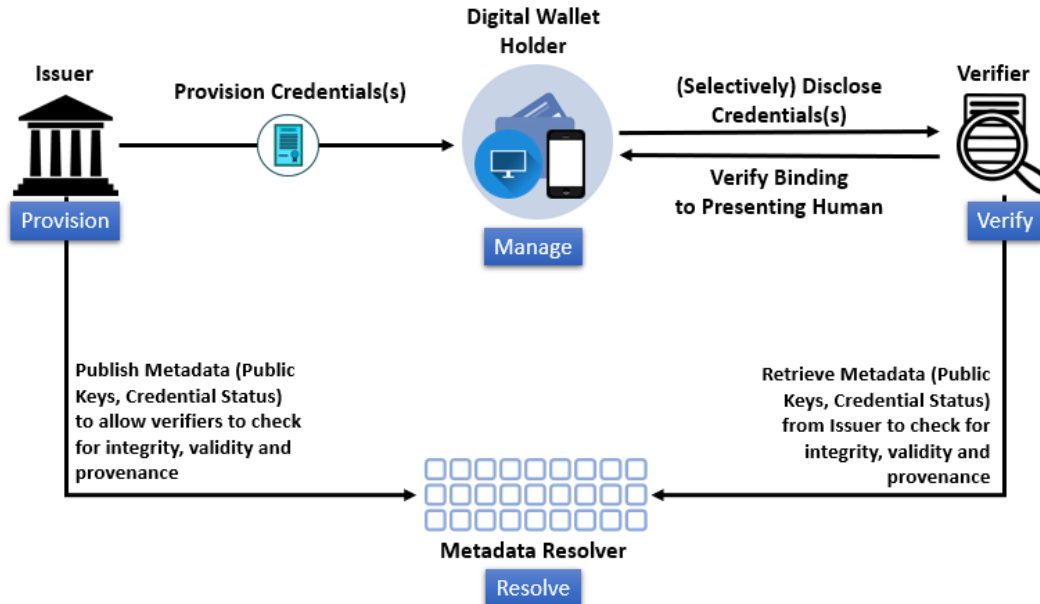 Digital Wallet
Holder
Issuer
Provision Credentials(s)
(Selectively) Disclose
Credentials(s)
Verifier
Verify Binding
to Presenting Human
Provision
Manage
Verify
Publish Metadata (Public
Keys, Credential Status)
to allow verifiers to check
for integrity, validity and
provenance
Retrieve Metadata (Public
Keys, Credential Status)
from Issuer to check for
integrity, validity and
provenance
Metadata Resolver
Resolve